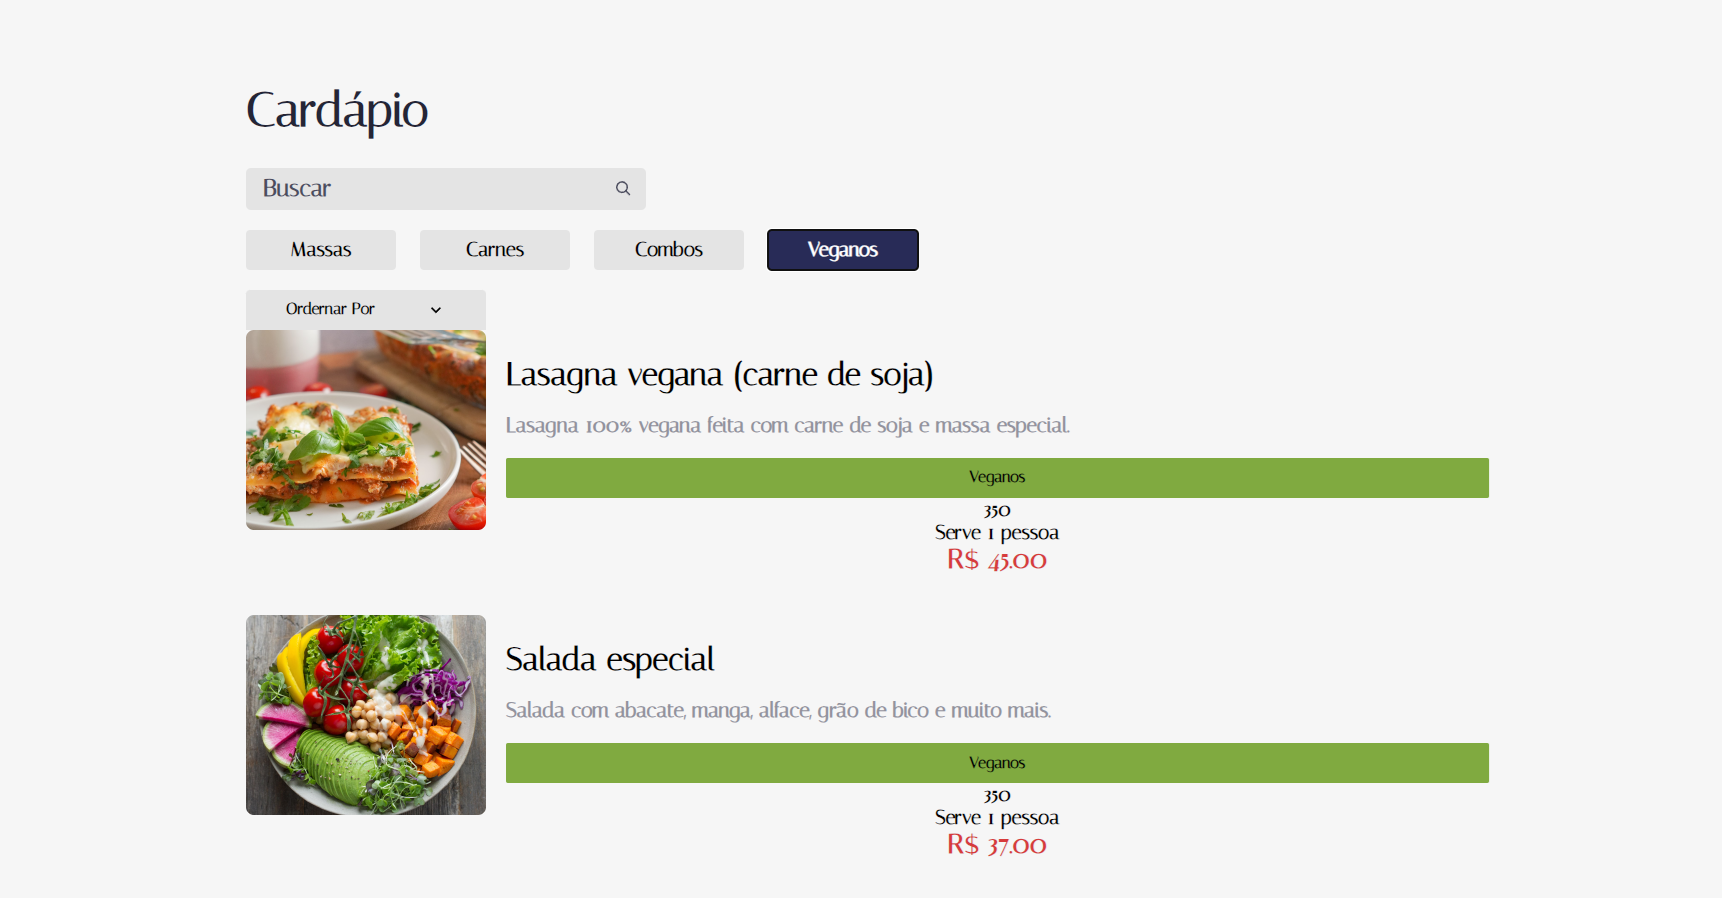 Cardápio
Buscar
Massas Carnes Combos Veganos
Ordernar Por
Lasagna vegana (carne de soja)
Lasagna 100% vegana feita com carne de soja e massa especial.
Veganos
350
Serve 1 pessoa
R$ 45.00
Salada especial
Salada com abacate, manga, alface, grão de bico e muito mais.
Veganos
350
Serve 1 pessoa
R$ 37.00